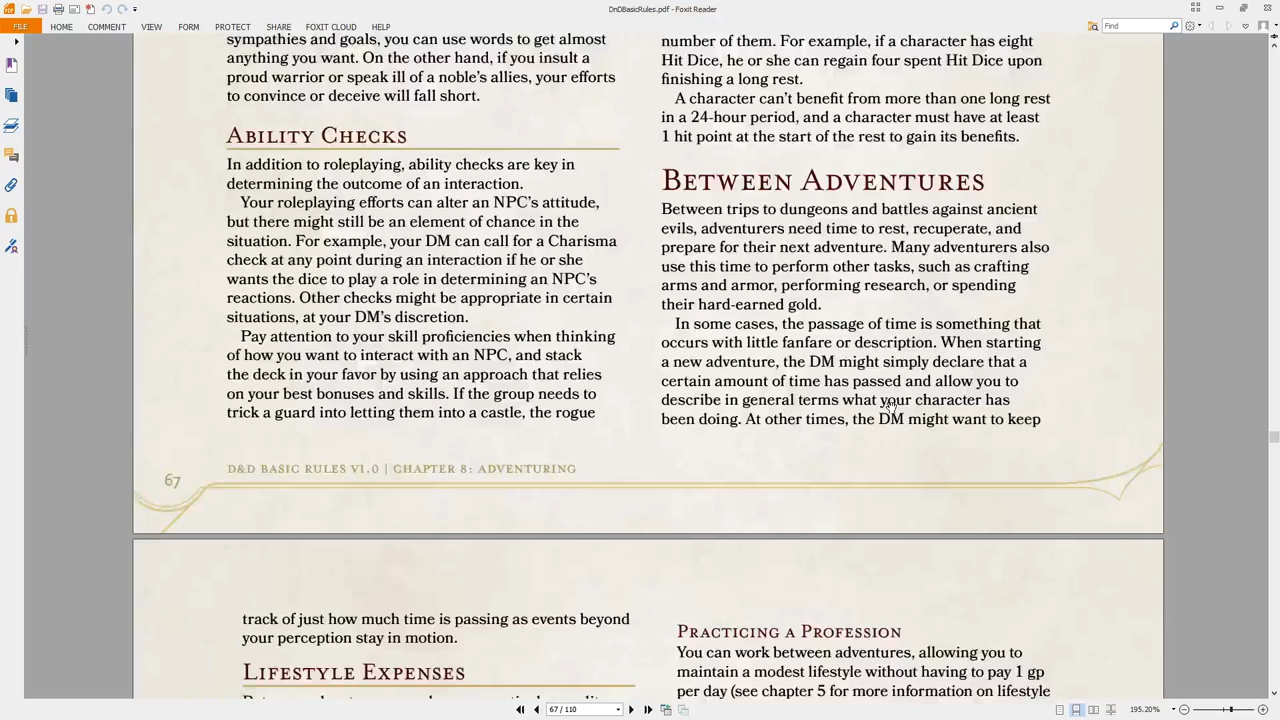 DnDBasicRules.pdf - Foxit Reader
FILE
HOME
COMMENT
VIEW
FORM
PROTECT
SHARE
FOXIT CLOUD
HELP
Find
sympathies and goals, you can use words to get almost
anything you want. On the other hand, if you insult a
proud warrior or speak ill of a noble's allies, your efforts
to convince or deceive will fall short.
Ability Checks
In addition to roleplaying, ability checks are key in
determining the outcome of an interaction.
Your roleplaying efforts can alter an NPC's attitude,
but there might still be an element of chance in the
situation. For example, your DM can call for a Charisma
check at any point during an interaction if he or she
wants the dice to play a role in determining an NPC's
reactions. Other checks might be appropriate in certain
situations, at your DM's discretion.
Pay attention to your skill proficiencies when thinking
of how you want to interact with an NPC, and stack
the deck in your favor by using an approach that relies
on your best bonuses and skills. If the group needs to
trick a guard into letting them into a castle, the rogue
number of them. For example, if a character has eight
Hit Dice, he or she can regain four spent Hit Dice upon
finishing a long rest.
A character can't benefit from more than one long rest
in a 24-hour period, and a character must have at least
1 hit point at the start of the rest to gain its benefits.
Between Adventures
Between trips to dungeons and battles against ancient
evils, adventurers need time to rest, recuperate, and
prepare for their next adventure. Many adventurers also
use this time to perform other tasks, such as crafting
arms and armor, performing research, or spending
their hard-earned gold.
In some cases, the passage of time is something that
occurs with little fanfare or description. When starting
a new adventure, the DM might simply declare that a
certain amount of time has passed and allow you to
describe in general terms what your character has
been doing. At other times, the DM might want to keep
67
D&D Basic Rules v1.0 | Chapter 8: Adventuring
track of just how much time is passing as events beyond
your perception stay in motion.
Lifestyle Expenses
Practicing a Profession
You can work between adventures, allowing you to
maintain a modest lifestyle without having to pay 1 gp
per day (see chapter 5 for more information on lifestyle
67 / 110
195.20%